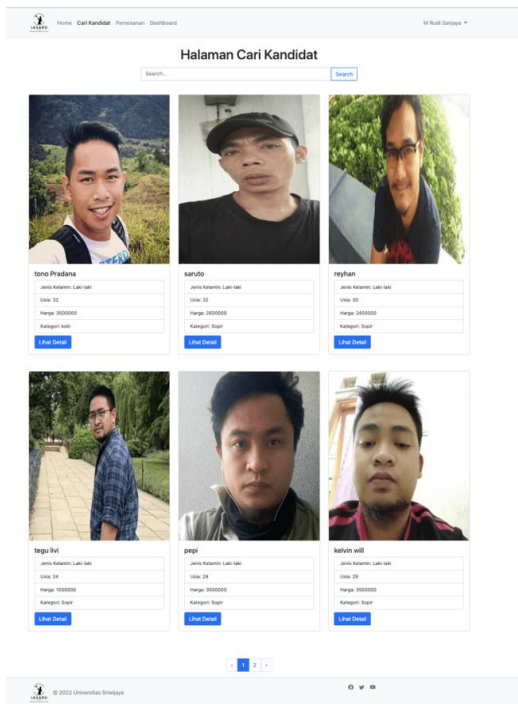 JAGARU
Home Cari Kandidat Pemesanan Dashboard
M Rudi Sanjaya
Halaman Cari Kandidat
Search...
Search
tono Pradana
Jenis Kelamin: Laki-laki
Usia: 32
Harga: 3500000
Kategori: koki
Lihat Detail
saruto
Jenis Kelamin: Laki-laki
Usia: 32
Harga: 2600000
Kategori: Sopir
Lihat Detail
reyhan
Jenis Kelamin: Laki-laki
Usia: 30
Harga: 2600000
Kategori: Sopir
Lihat Detail
tegu livi
Jenis Kelamin: Laki-laki
Usia: 24
Harga: 1500000
Kategori: Sopir
Lihat Detail
pepi
Jenis Kelamin: Laki-laki
Usia: 29
Harga: 3500000
Kategori: Sopir
Lihat Detail
kelvin will
Jenis Kelamin: Laki-laki
Usia: 29
Harga: 3500000
Kategori: Sopir
Lihat Detail
‹ 1 2 ›
© 2022 Universitas Sriwijaya